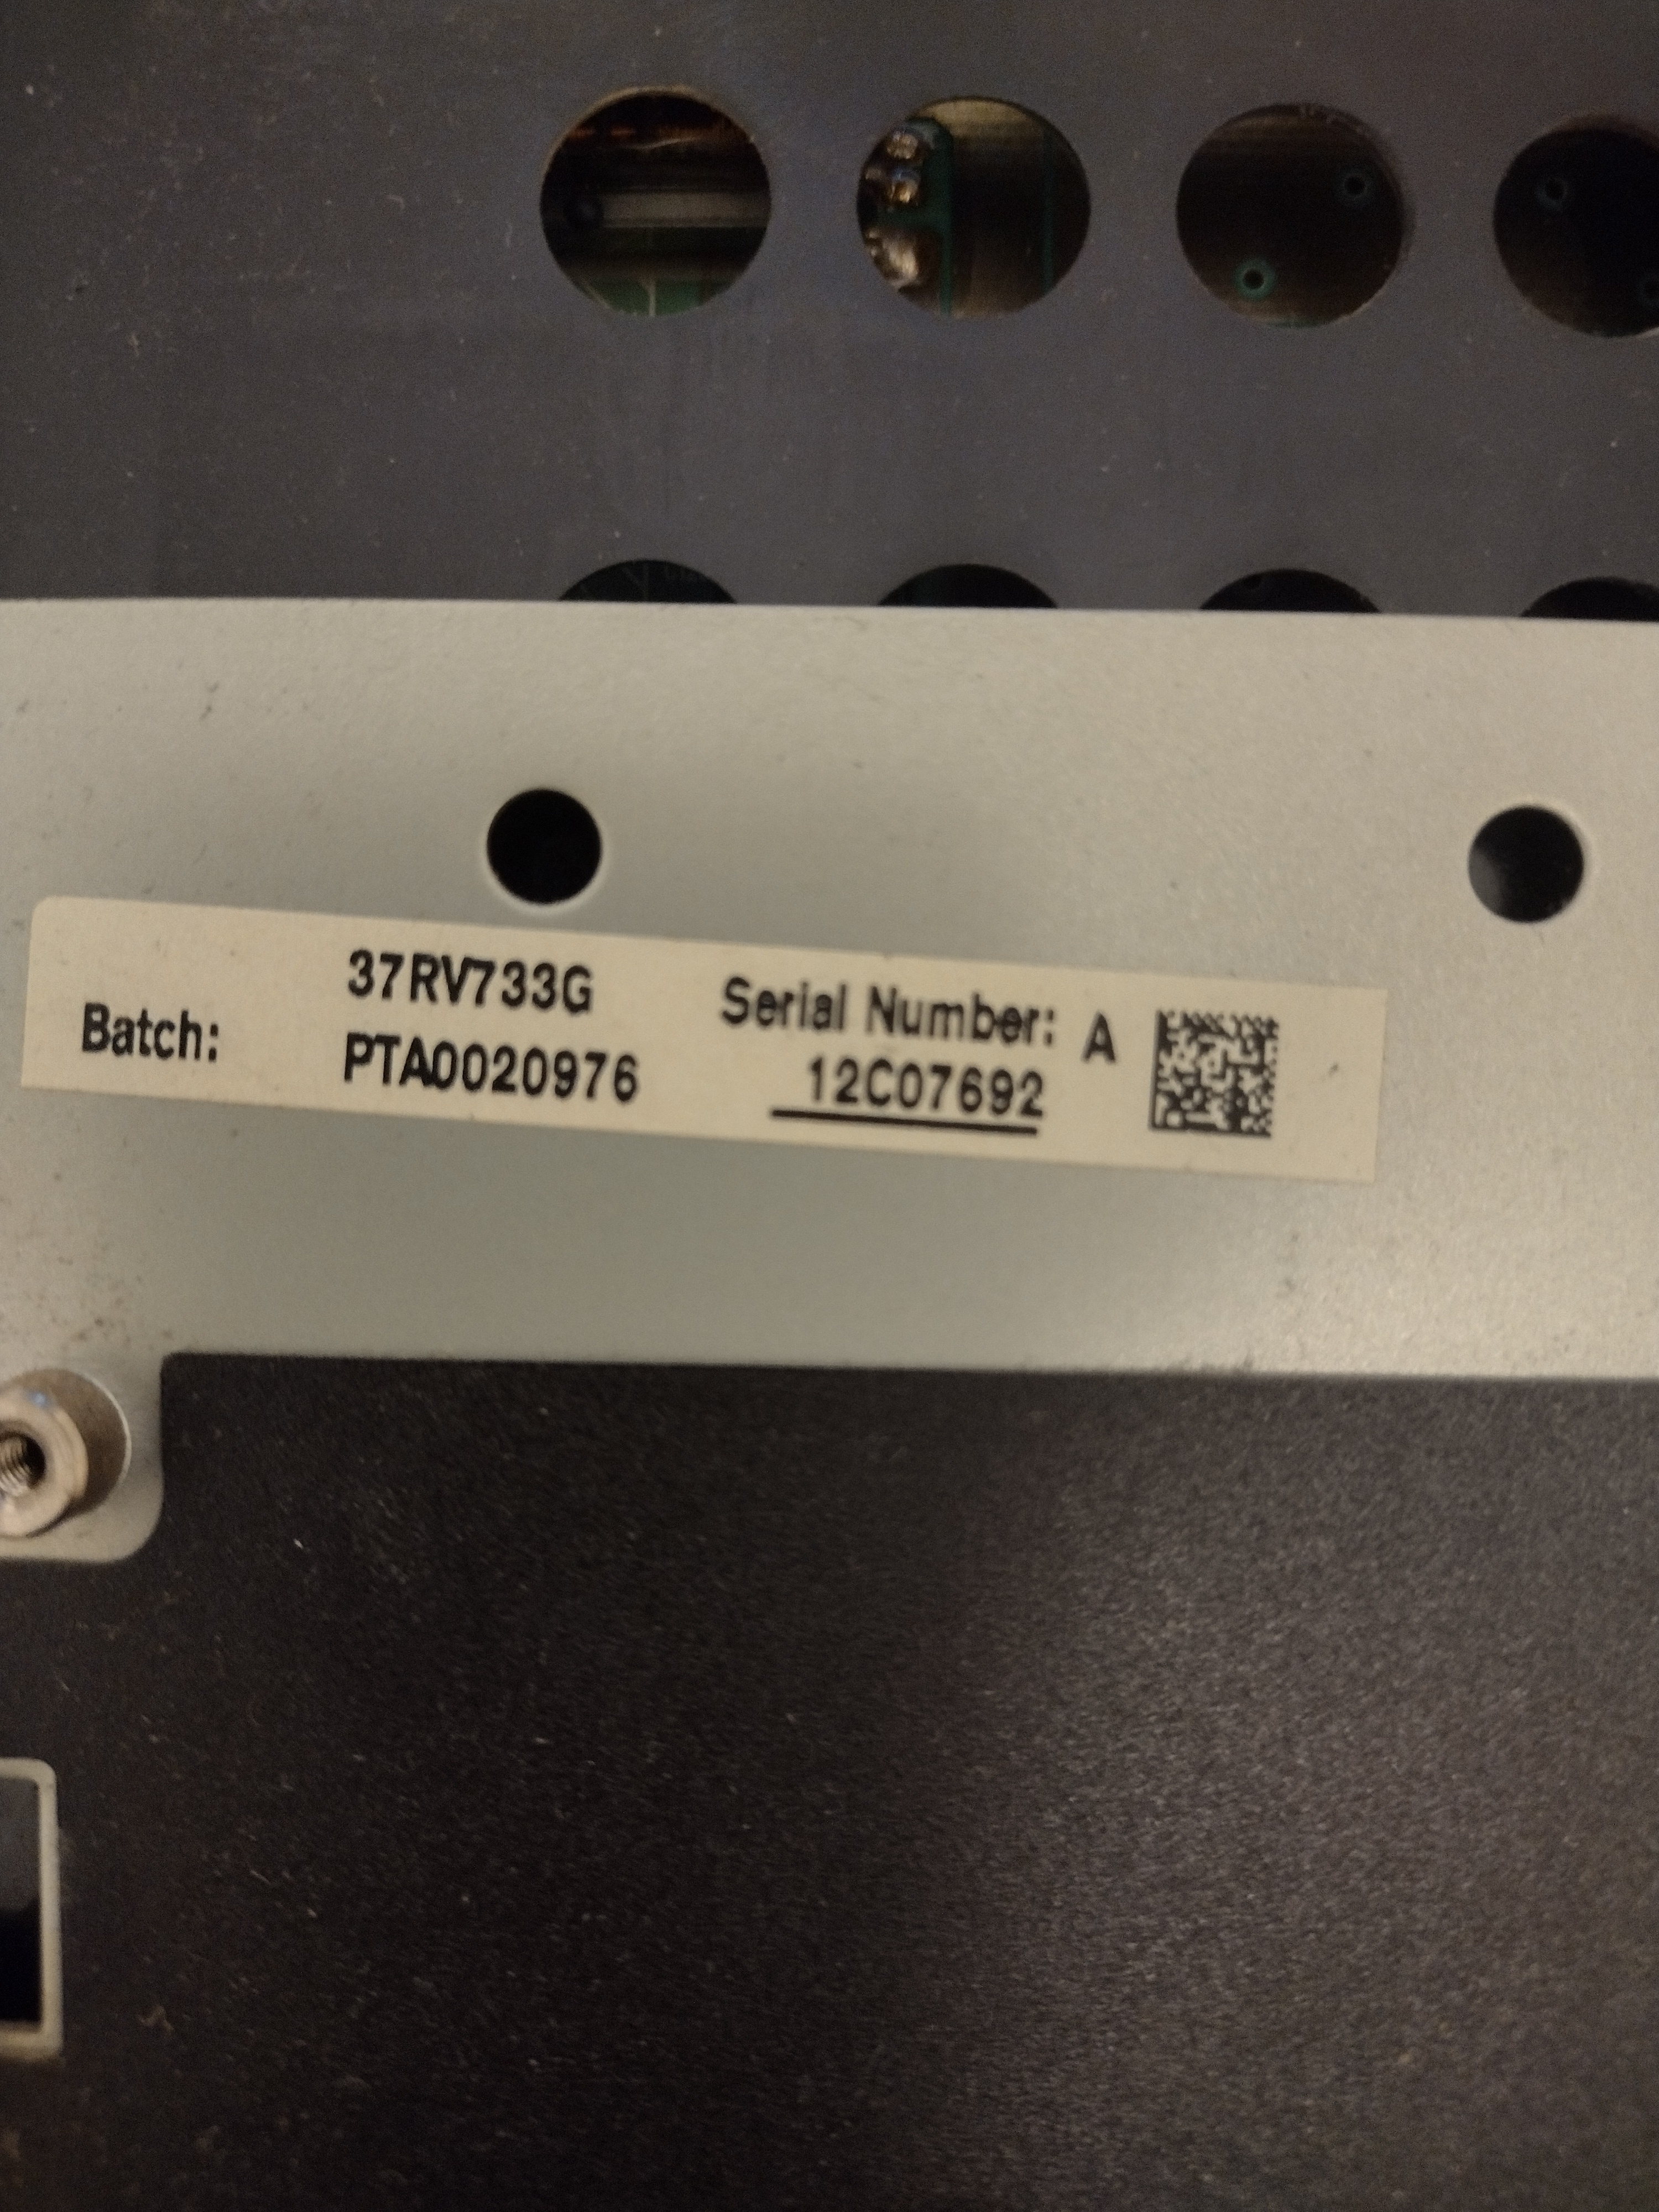 37RV733G
Batch: PTA0020976
Serial Number: A
12C07692